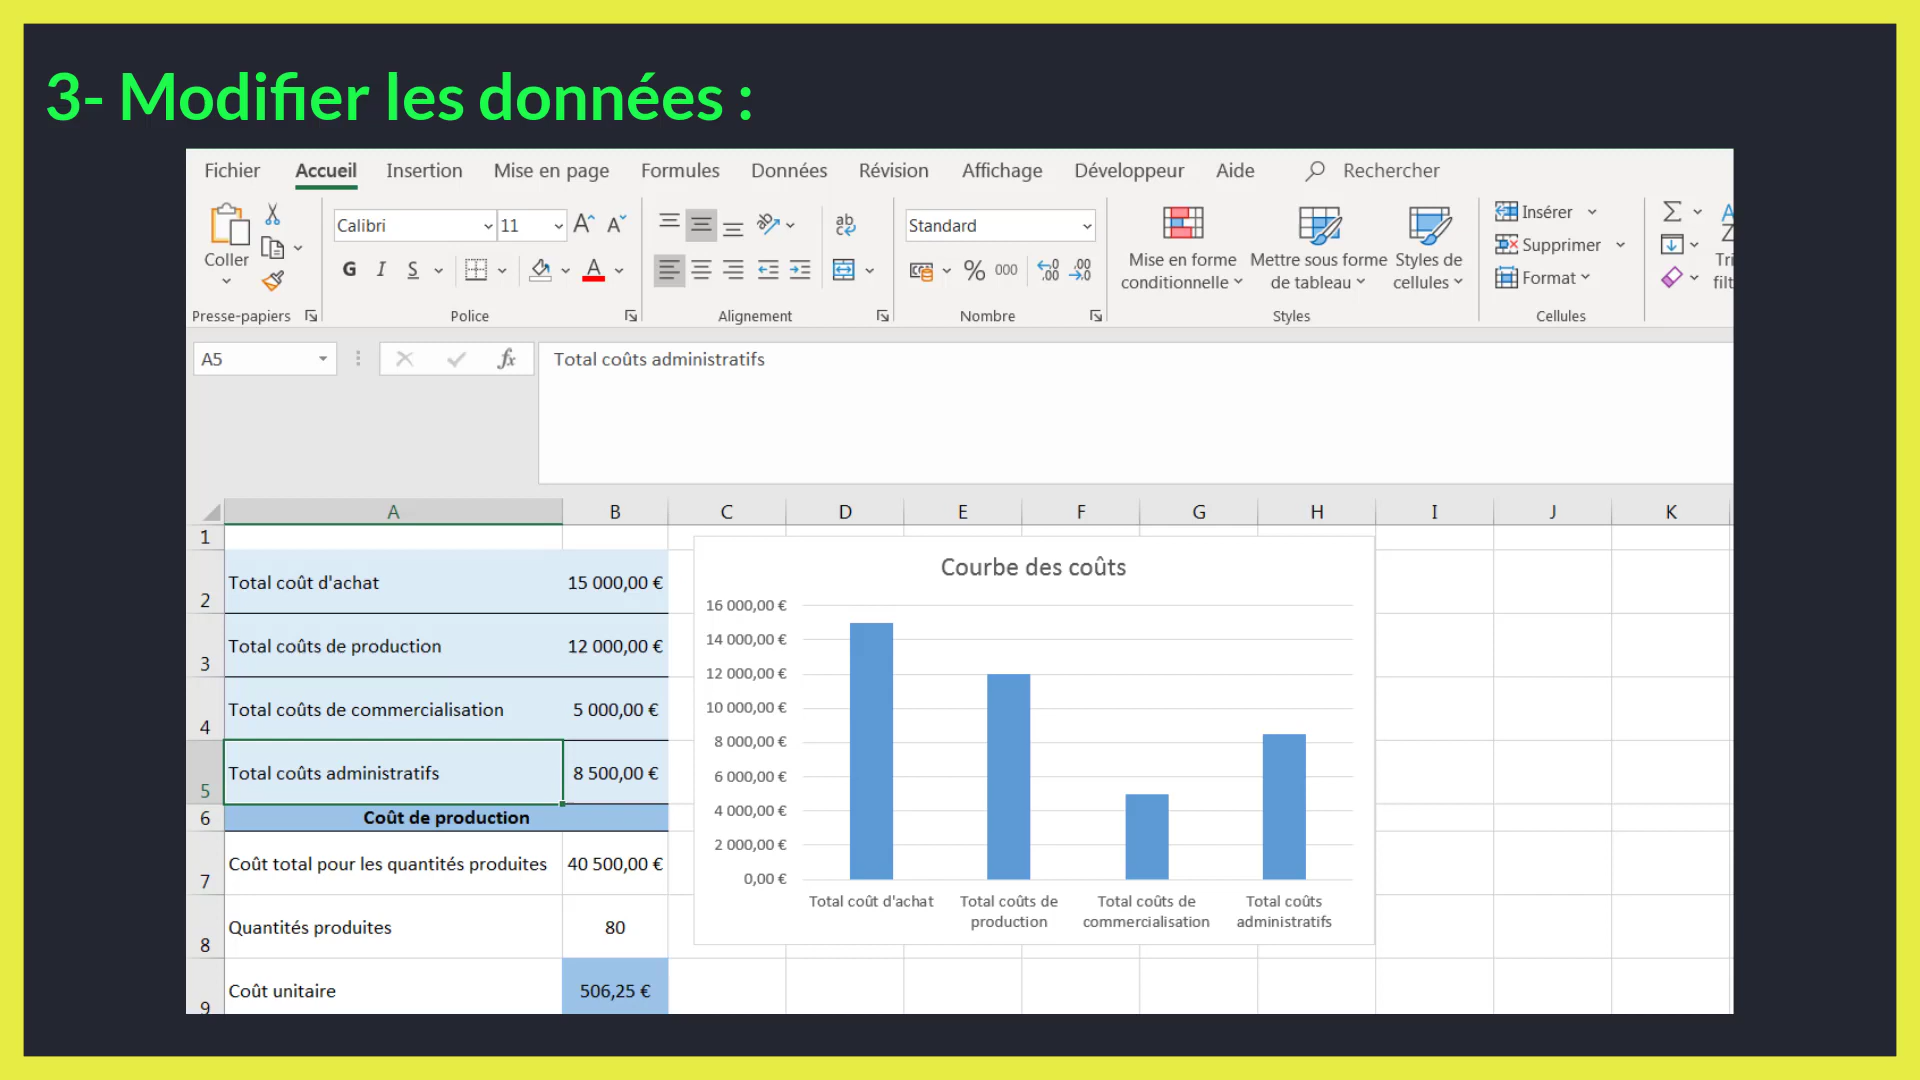 3- Modifier les données :
Fichier Accueil Insertion Mise en page Formules Données Révision Affichage Développeur Aide Rechercher
Coller
Calibri 11
G I S
ab
Standard
% 000
Mise en forme conditionnelle
Mettre sous forme de tableau
Styles de cellules
Insérer
Supprimer
Format
Presse-papiers Police Alignement Nombre Styles Cellules
A5 fx Total coûts administratifs
A B C D E F G H I J K
1
2 Total coût d'achat 15 000,00 €
3 Total coûts de production 12 000,00 €
4 Total coûts de commercialisation 5 000,00 €
5 Total coûts administratifs 8 500,00 €
6 Coût de production
7 Coût total pour les quantités produites 40 500,00 €
8 Quantités produites 80
9 Coût unitaire 506,25 €
Courbe des coûts
16 000,00 €
14 000,00 €
12 000,00 €
10 000,00 €
8 000,00 €
6 000,00 €
4 000,00 €
2 000,00 €
0,00 €
Total coût d'achat
Total coûts de production
Total coûts de commercialisation
Total coûts administratifs